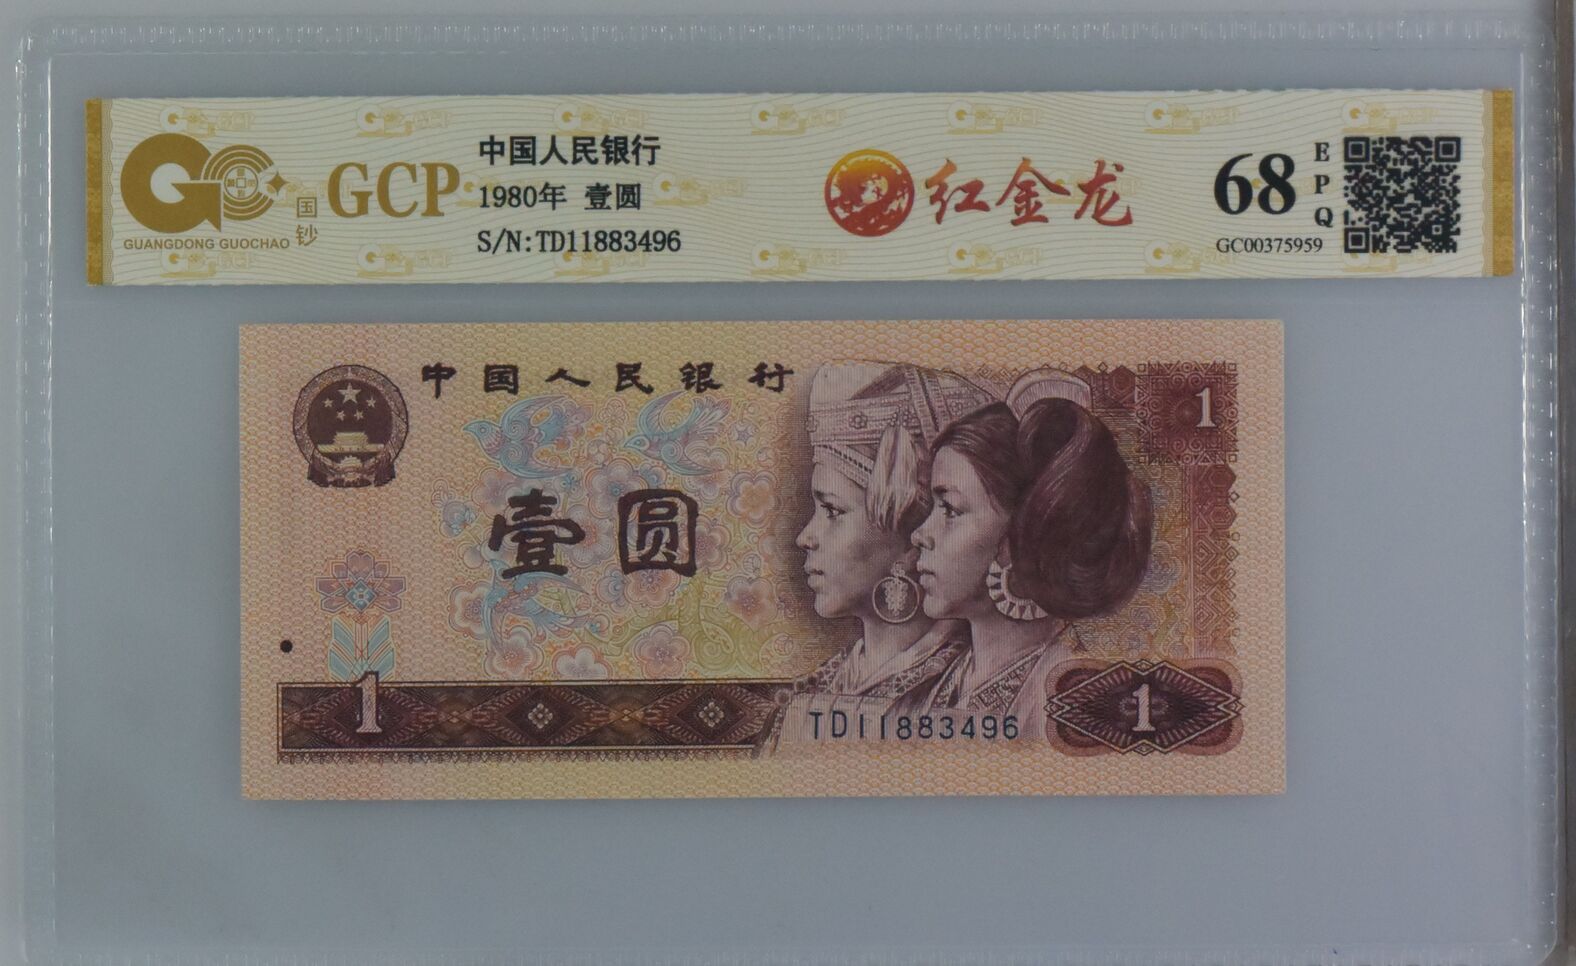 GUANGDONG GUOCHAO
国钞
GCP
中国人民银行
1980年 壹圆
S/N:TD11883496
红金龙
68
EPQ
GC00375959
中国人民银行
1
壹圆
1
TD11883496
1